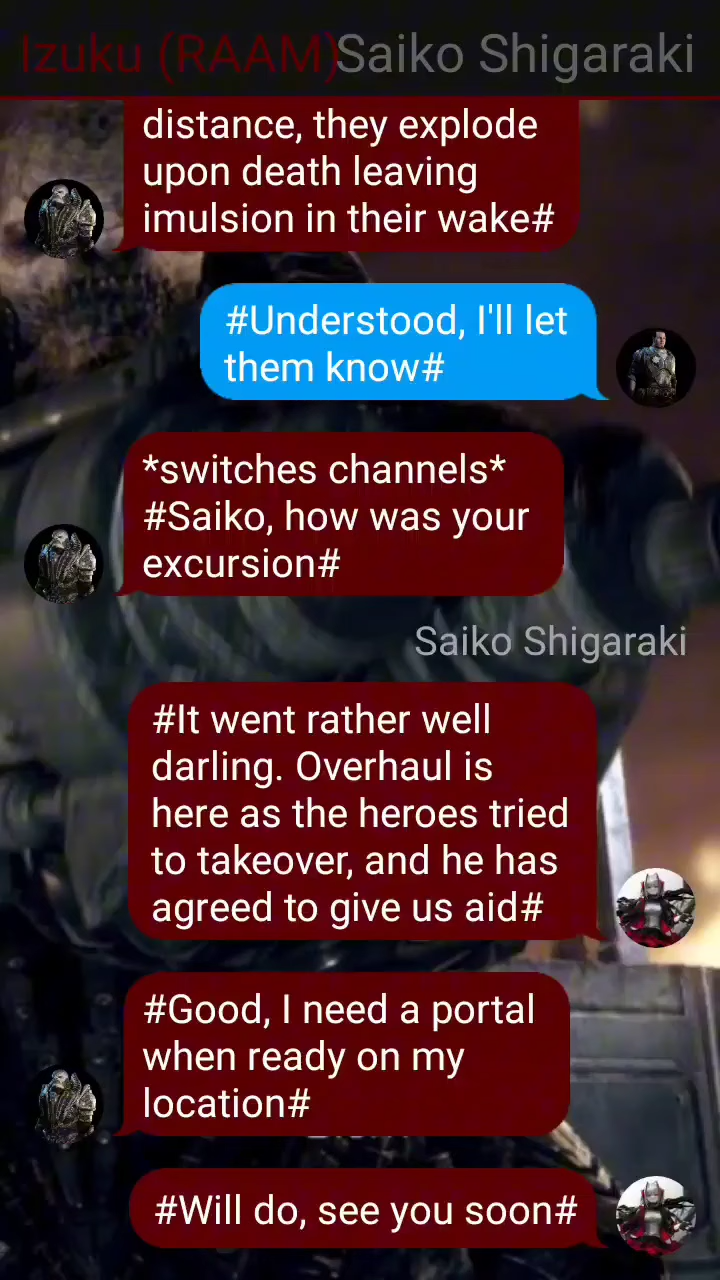 Izuku (RAAM) Saiko Shigaraki
distance, they explode
upon death leaving
imulsion in their wake#
#Understood, I'll let
them know#
*switches channels*
#Saiko, how was your
excursion#
Saiko Shigaraki
#It went rather well
darling. Overhaul is
here as the heroes tried
to takeover, and he has
agreed to give us aid#
#Good, I need a portal
when ready on my
location#
#Will do, see you soon#